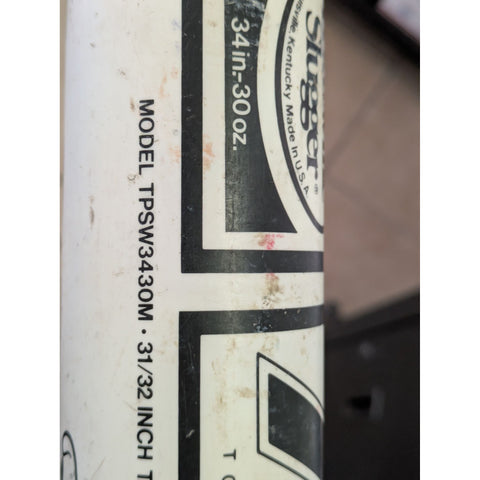 Slugger®
Kentucky Made In U.S.A
34in.-30oz.
MODEL TPSW3430M · 31/32 INCH T
T